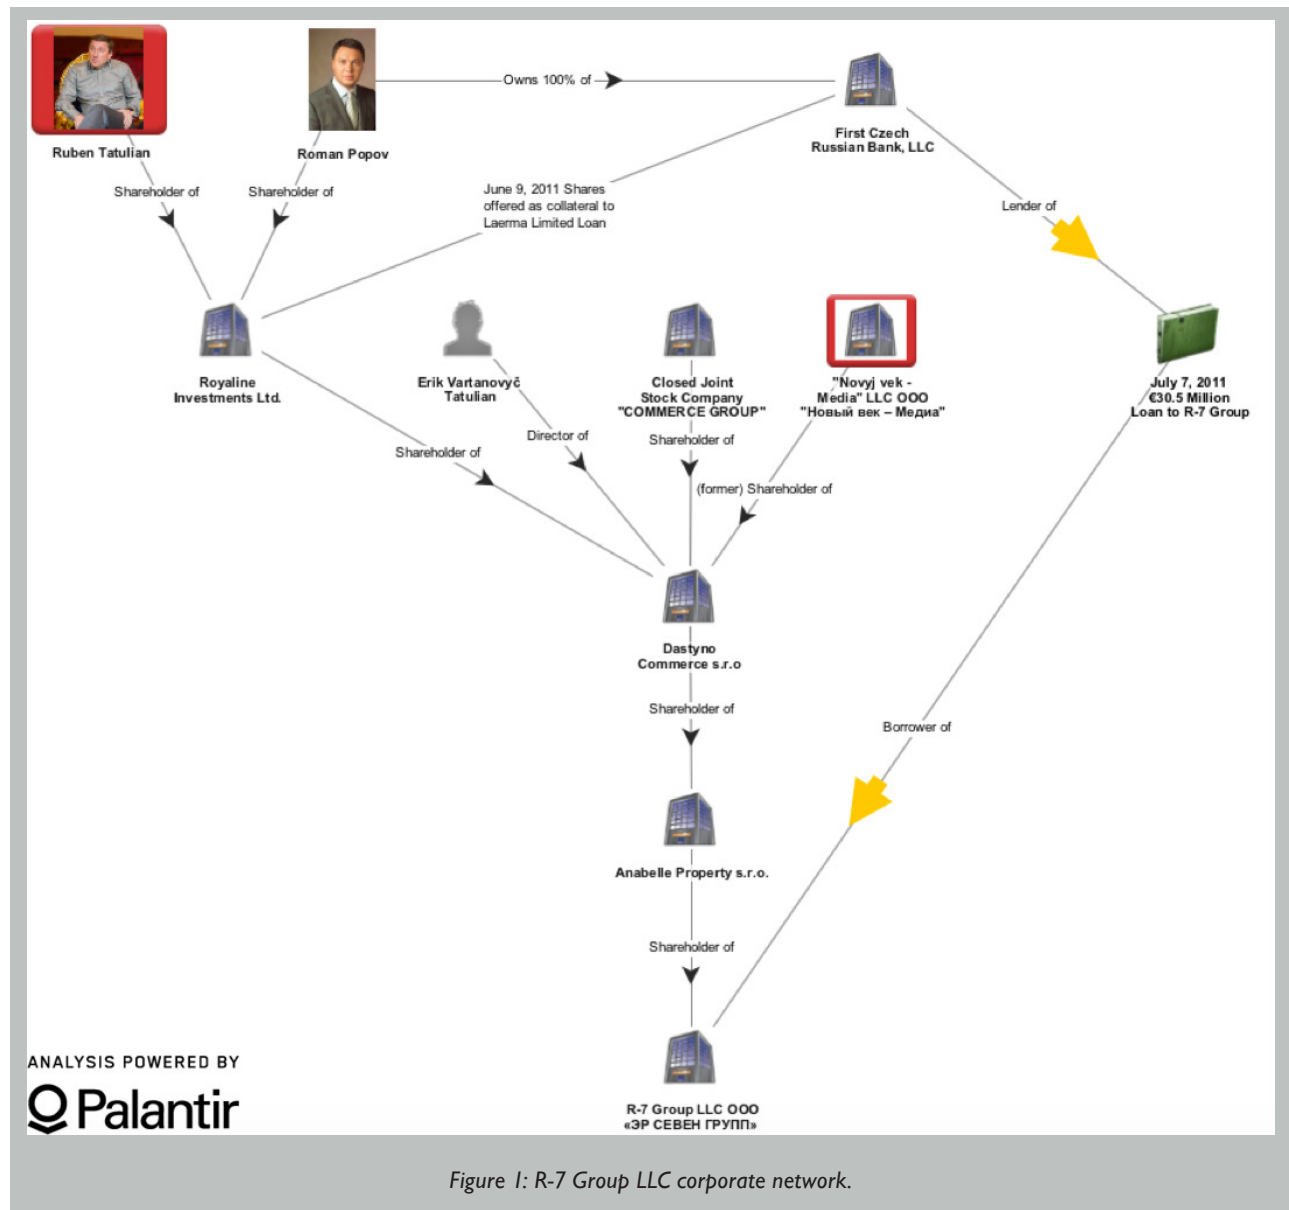 Owns 100% of
Ruben Tatulian
Roman Popov
First Czech
Russian Bank, LLC
Shareholder of
Shareholder of
June 9, 2011 Shares
offered as collateral to
Laerma Limited Loan
Lender of
Royaline
Investments Ltd.
Erik Vartanovyč
Tatulian
Closed Joint
Stock Company
"COMMERCE GROUP"
"Novyj vek -
Media" LLC ООО
"Новый век – Медиа"
July 7, 2011
€30.5 Million
Loan to R-7 Group
Shareholder of
Director of
Shareholder of
(former) Shareholder of
Dastyno
Commerce s.r.o
Shareholder of
Borrower of
Anabelle Property s.r.o.
Shareholder of
R-7 Group LLC ООО
«ЭР СЕВЕН ГРУПП»
ANALYSIS POWERED BY
Palantir
Figure 1: R-7 Group LLC corporate network.